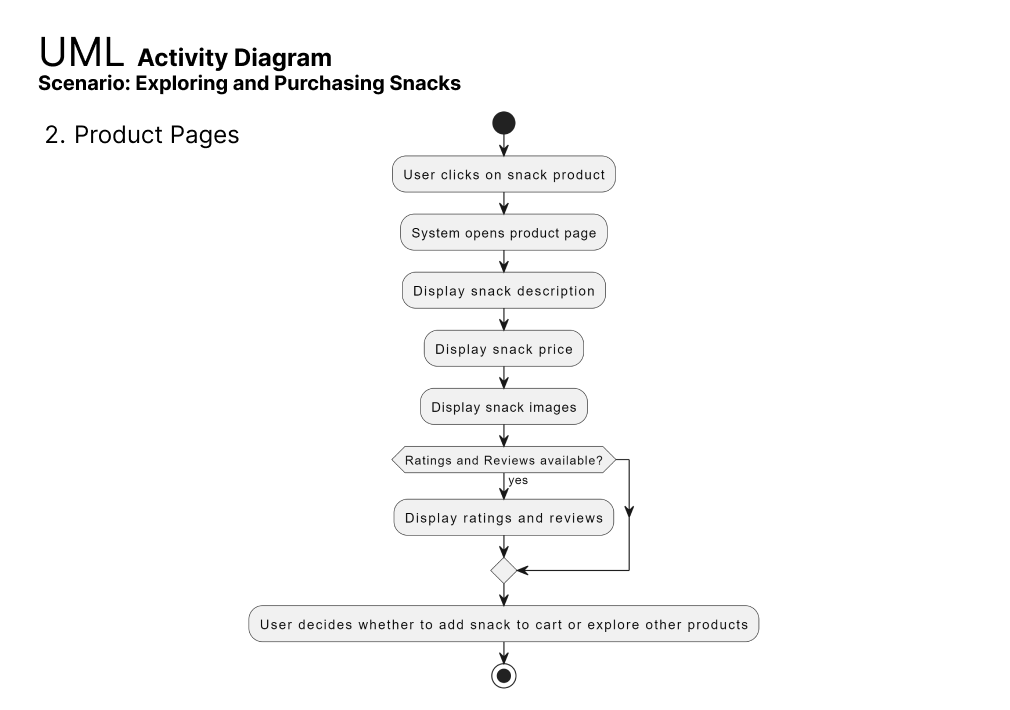 UML Activity Diagram
Scenario: Exploring and Purchasing Snacks
2. Product Pages
User clicks on snack product
System opens product page
Display snack description
Display snack price
Display snack images
Ratings and Reviews available?
yes
Display ratings and reviews
User decides whether to add snack to cart or explore other products